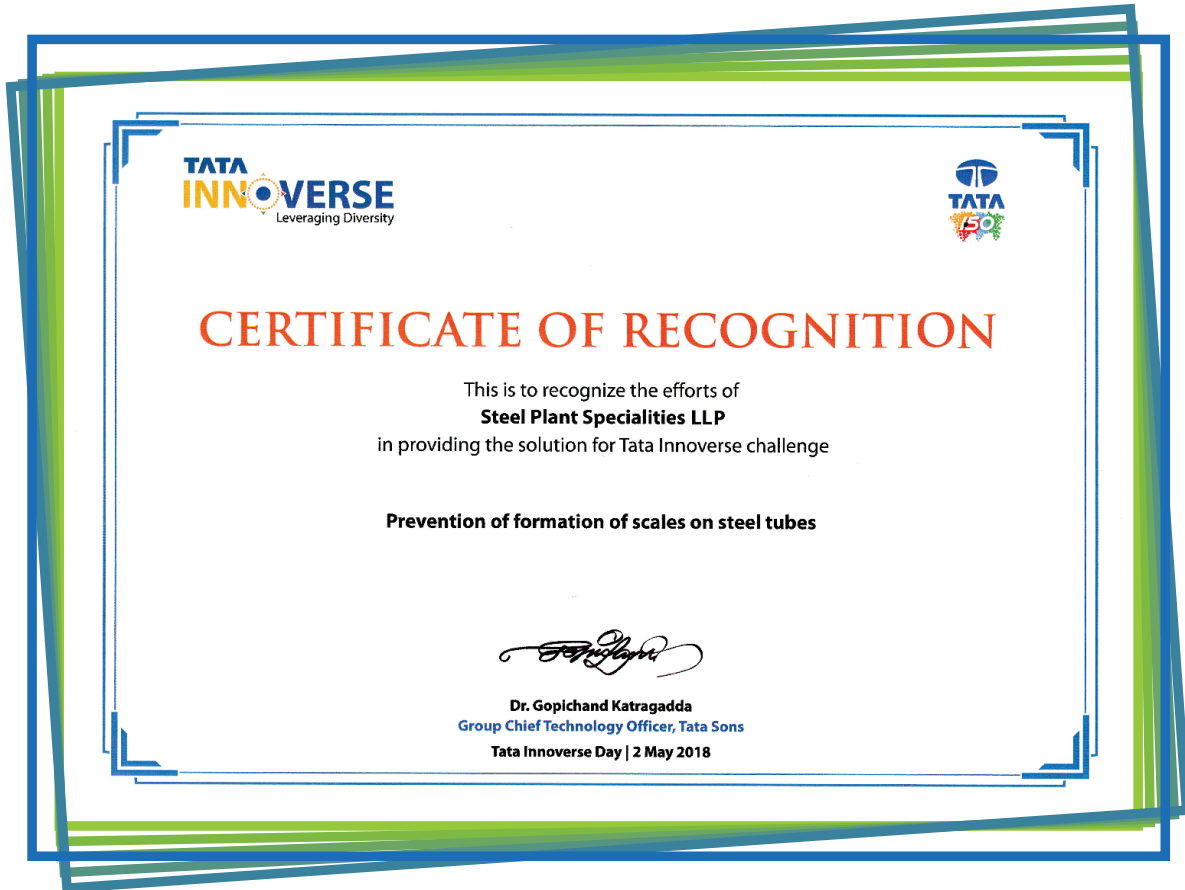 TATA
INNOVERSE
Leveraging Diversity
TATA
150
CERTIFICATE OF RECOGNITION
This is to recognize the efforts of
Steel Plant Specialities LLP
in providing the solution for Tata Innoverse challenge
Prevention of formation of scales on steel tubes
Dr. Gopichand Katragadda
Group Chief Technology Officer, Tata Sons
Tata Innoverse Day | 2 May 2018